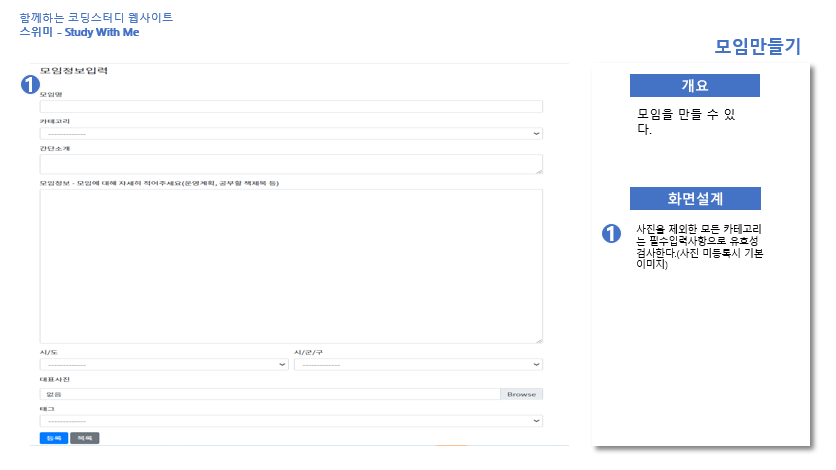 함께하는 코딩스터디 웹사이트
스위미 - Study With Me
모임만들기
모임정보입력
1
모임명
카테고리
-------------
간단소개
모임정보 - 모임에 대해 자세히 적어주세요(운영계획, 공부할 책제목 등)
시/도
시/군/구
-------------
-------------
대표사진
없음
Browse
태그
-------------
등록
목록
개요
모임을 만들 수 있
다.
화면설계
1
사진을 제외한 모든 카테고리
는 필수입력사항으로 유효성
검사한다.(사진 미등록시 기본
이미지)